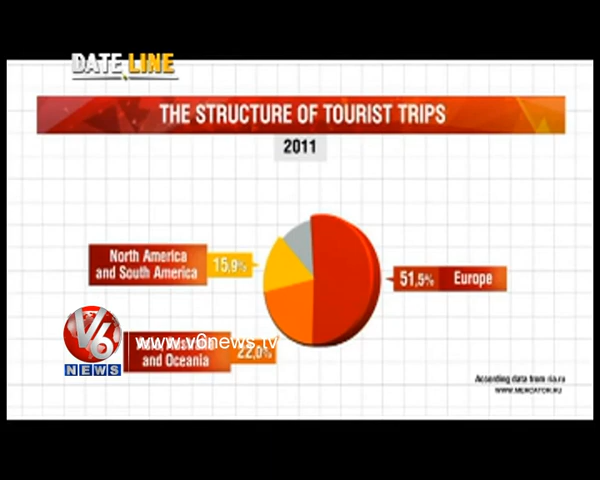 DATE LINE
THE STRUCTURE OF TOURIST TRIPS
2011
North America
and South America
15,9%
51,5%
Europe
V6
NEWS
www.v6news.tv
and Oceania
22,0%
According data from ria.ru
WWW.MERCATOR.RU